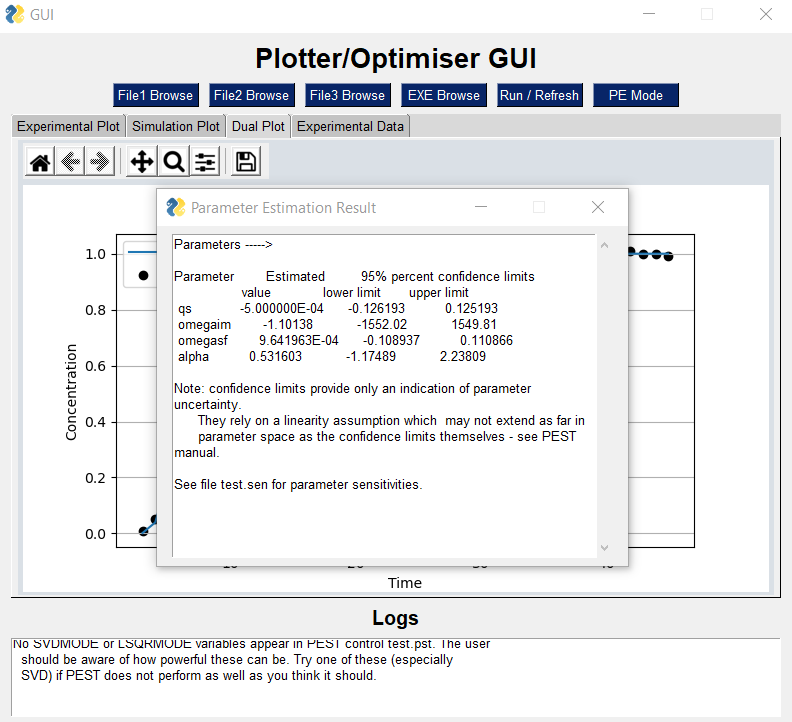 GUI
Plotter/Optimiser GUI
File1 Browse File2 Browse File3 Browse EXE Browse Run / Refresh PE Mode
Experimental Plot Simulation Plot Dual Plot Experimental Data
Parameter Estimation Result
Parameters ----->
Parameter Estimated 95% percent confidence limits
value lower limit upper limit
qs -5.000000E-04 -0.126193 0.125193
omegaim -1.10138 -1552.02 1549.81
omegasf 9.641963E-04 -0.108937 0.110866
alpha 0.531603 -1.17489 2.23809
Note: confidence limits provide only an indication of parameter
uncertainty.
They rely on a linearity assumption which may not extend as far in
parameter space as the confidence limits themselves - see PEST
manual.
See file test.sen for parameter sensitivities.
1.0
0.8
0.6
0.4
0.2
0.0
Concentration
Time
Logs
No SVDMODE or LSQRMODE variables appear in PEST control test.pst. The user
should be aware of how powerful these can be. Try one of these (especially
SVD) if PEST does not perform as well as you think it should.